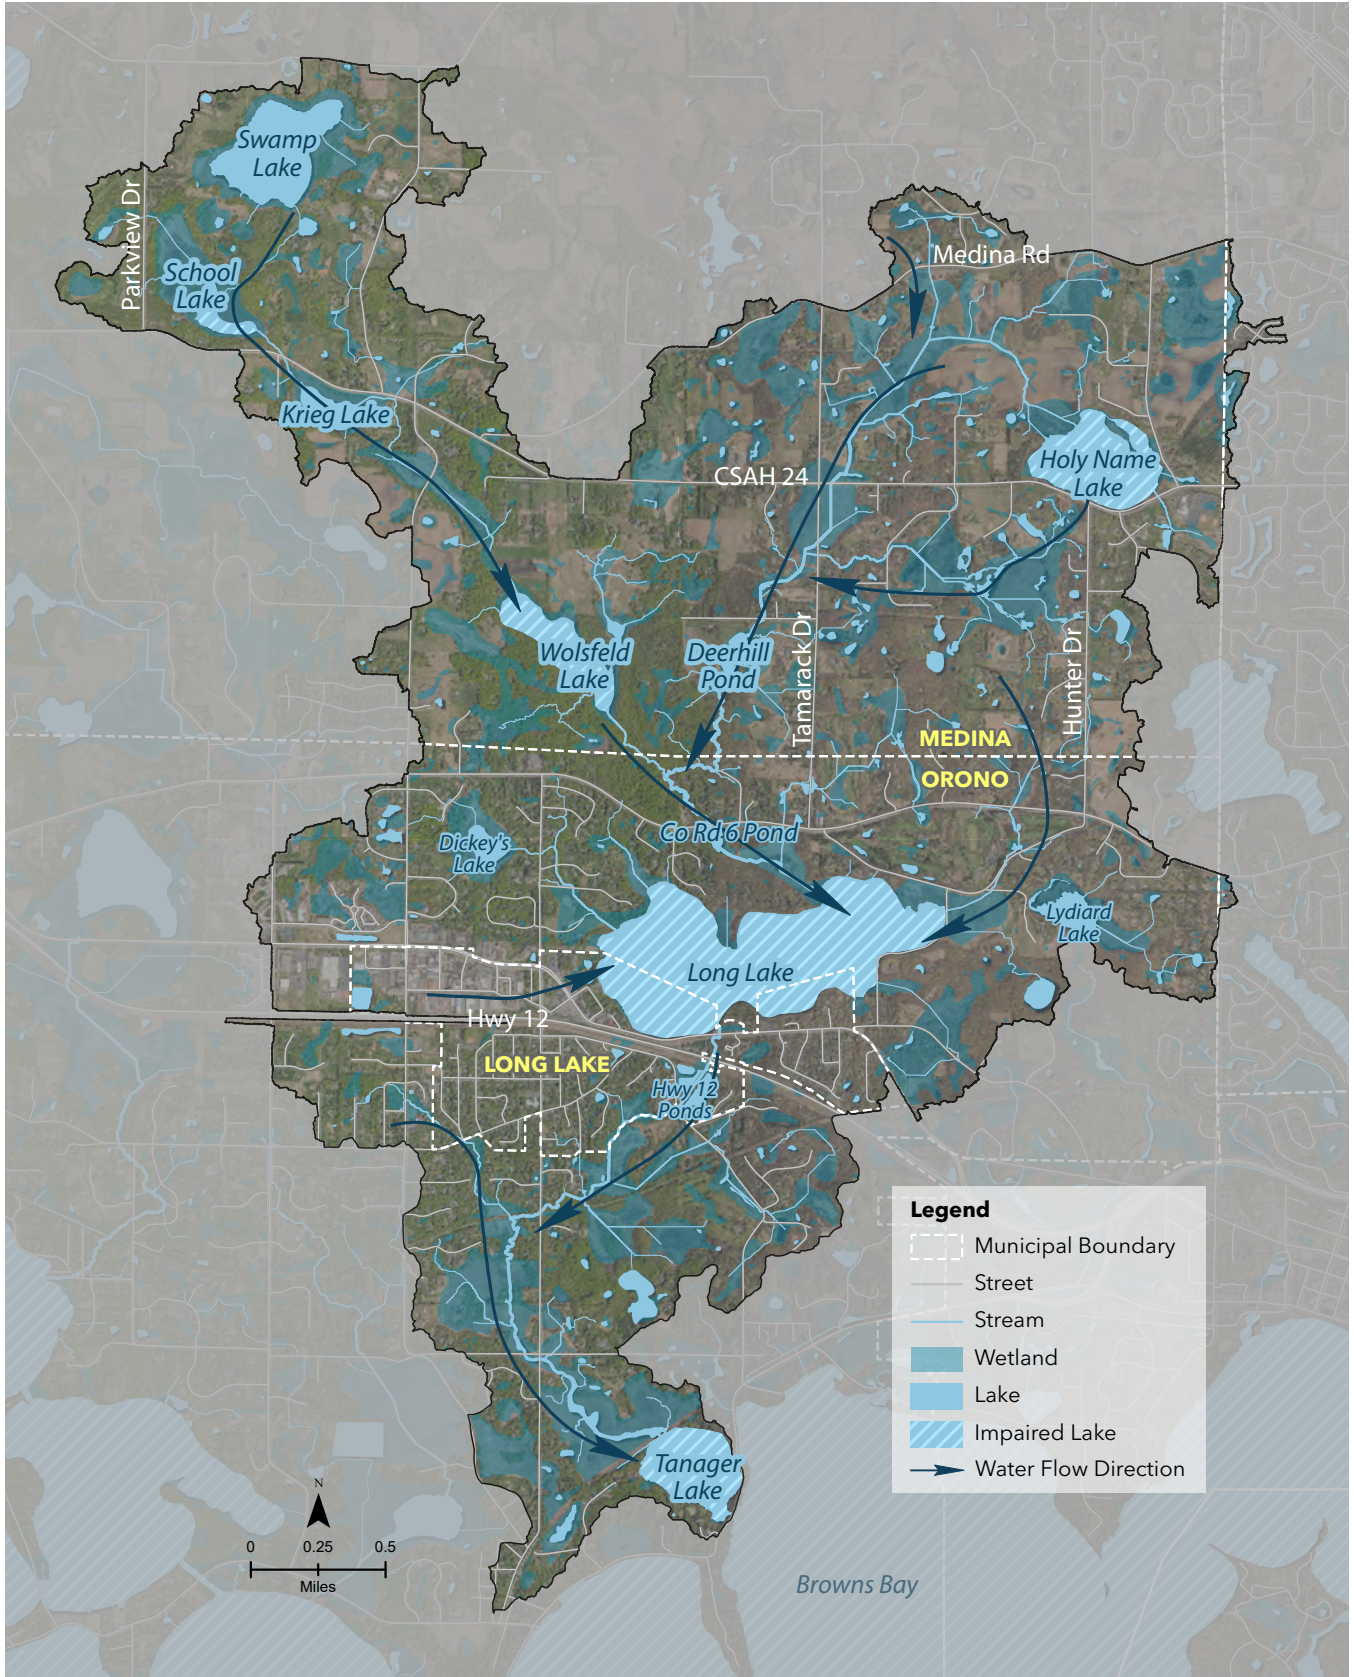 Swamp
Lake
Parkview Dr
School
Lake
Medina Rd
Krieg Lake
Holy Name
Lake
CSAH 24
Wolsfeld
Lake
Deerhill
Pond
Tamarack Dr
Hunter Dr
MEDINA
ORONO
Dickey's
Lake
Co Rd 6 Pond
Lydiard
Lake
Long Lake
Hwy 12
LONG LAKE
Hwy 12
Ponds
Legend
Municipal Boundary
Street
Stream
Wetland
Lake
Impaired Lake
Water Flow Direction
Tanager
Lake
N
0 0.25 0.5
Miles
Browns Bay